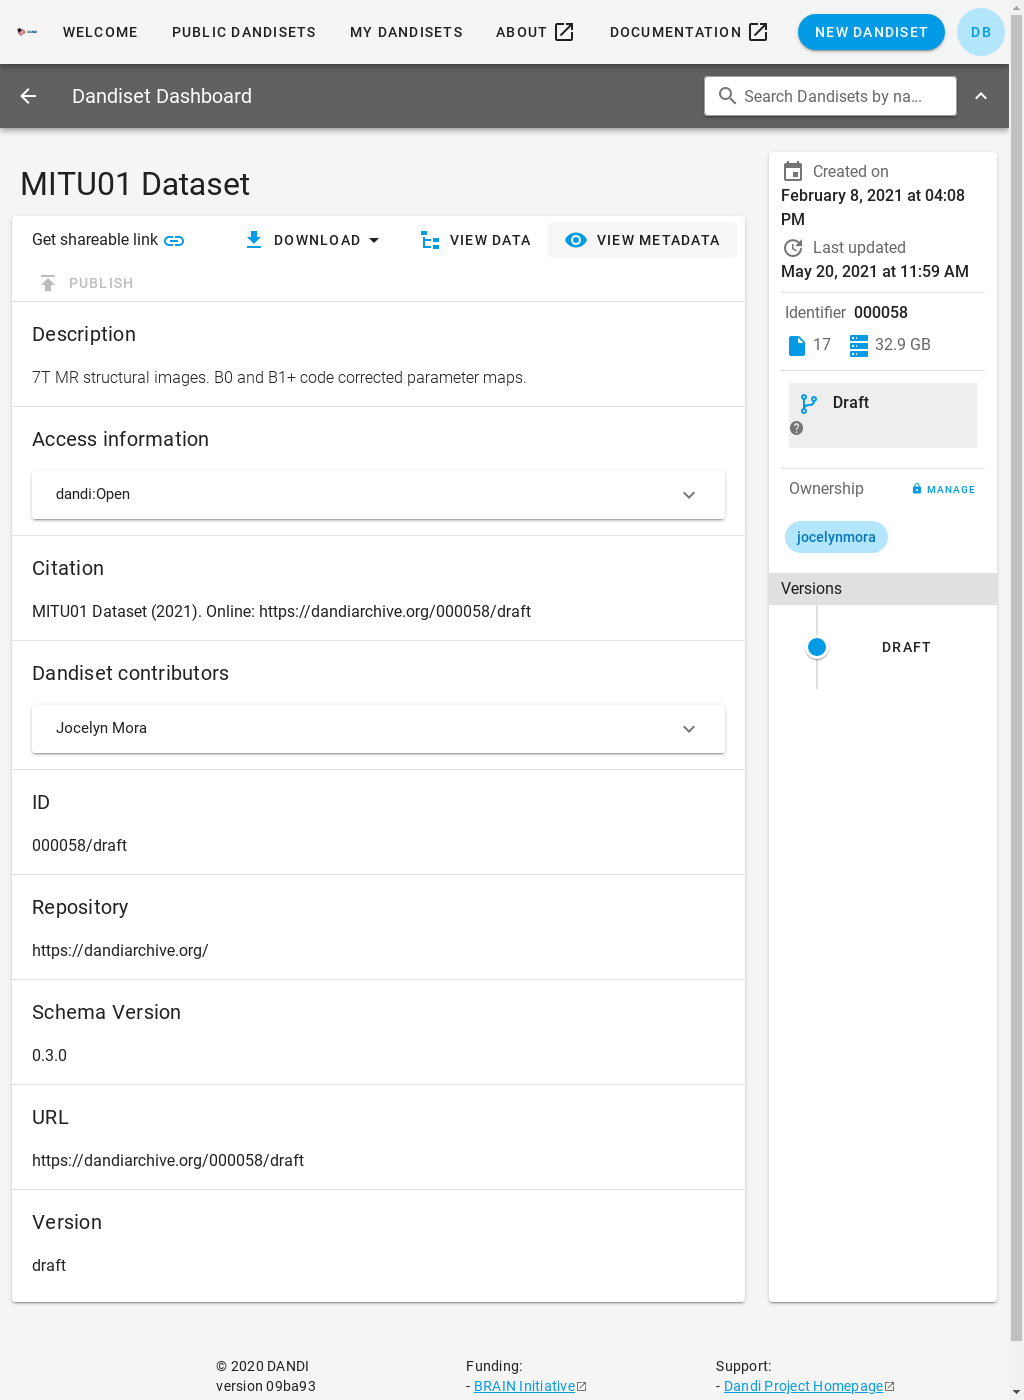 DANDI
WELCOME
PUBLIC DANDISETS
MY DANDISETS
ABOUT
DOCUMENTATION
NEW DANDISET
DB
Dandiset Dashboard
Search Dandisets by na...
MITU01 Dataset
Get shareable link
DOWNLOAD
VIEW DATA
VIEW METADATA
PUBLISH
Description
7T MR structural images. B0 and B1+ code corrected parameter maps.
Access information
dandi:Open
Citation
MITU01 Dataset (2021). Online: https://dandiarchive.org/000058/draft
Dandiset contributors
Jocelyn Mora
ID
000058/draft
Repository
https://dandiarchive.org/
Schema Version
0.3.0
URL
https://dandiarchive.org/000058/draft
Version
draft
Created on
February 8, 2021 at 04:08
PM
Last updated
May 20, 2021 at 11:59 AM
Identifier 000058
17
32.9 GB
Draft
Ownership
MANAGE
jocelynmora
Versions
DRAFT
© 2020 DANDI
version 09ba93
Funding:
- BRAIN Initiative
Support:
- Dandi Project Homepage